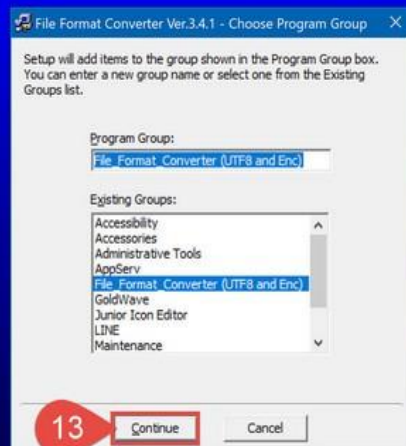 File Format Converter Ver.3.4.1 - Choose Program Group
Setup will add items to the group shown in the Program Group box.
You can enter a new group name or select one from the Existing
Groups list.
Program Group:
File_Format_Converter (UTF8 and Enc)
Existing Groups:
Accessibility
Accessories
Administrative Tools
AppServ
File_Format_Converter (UTF8 and Enc)
GoldWave
Junior Icon Editor
LINE
Maintenance
13
Continue
Cancel